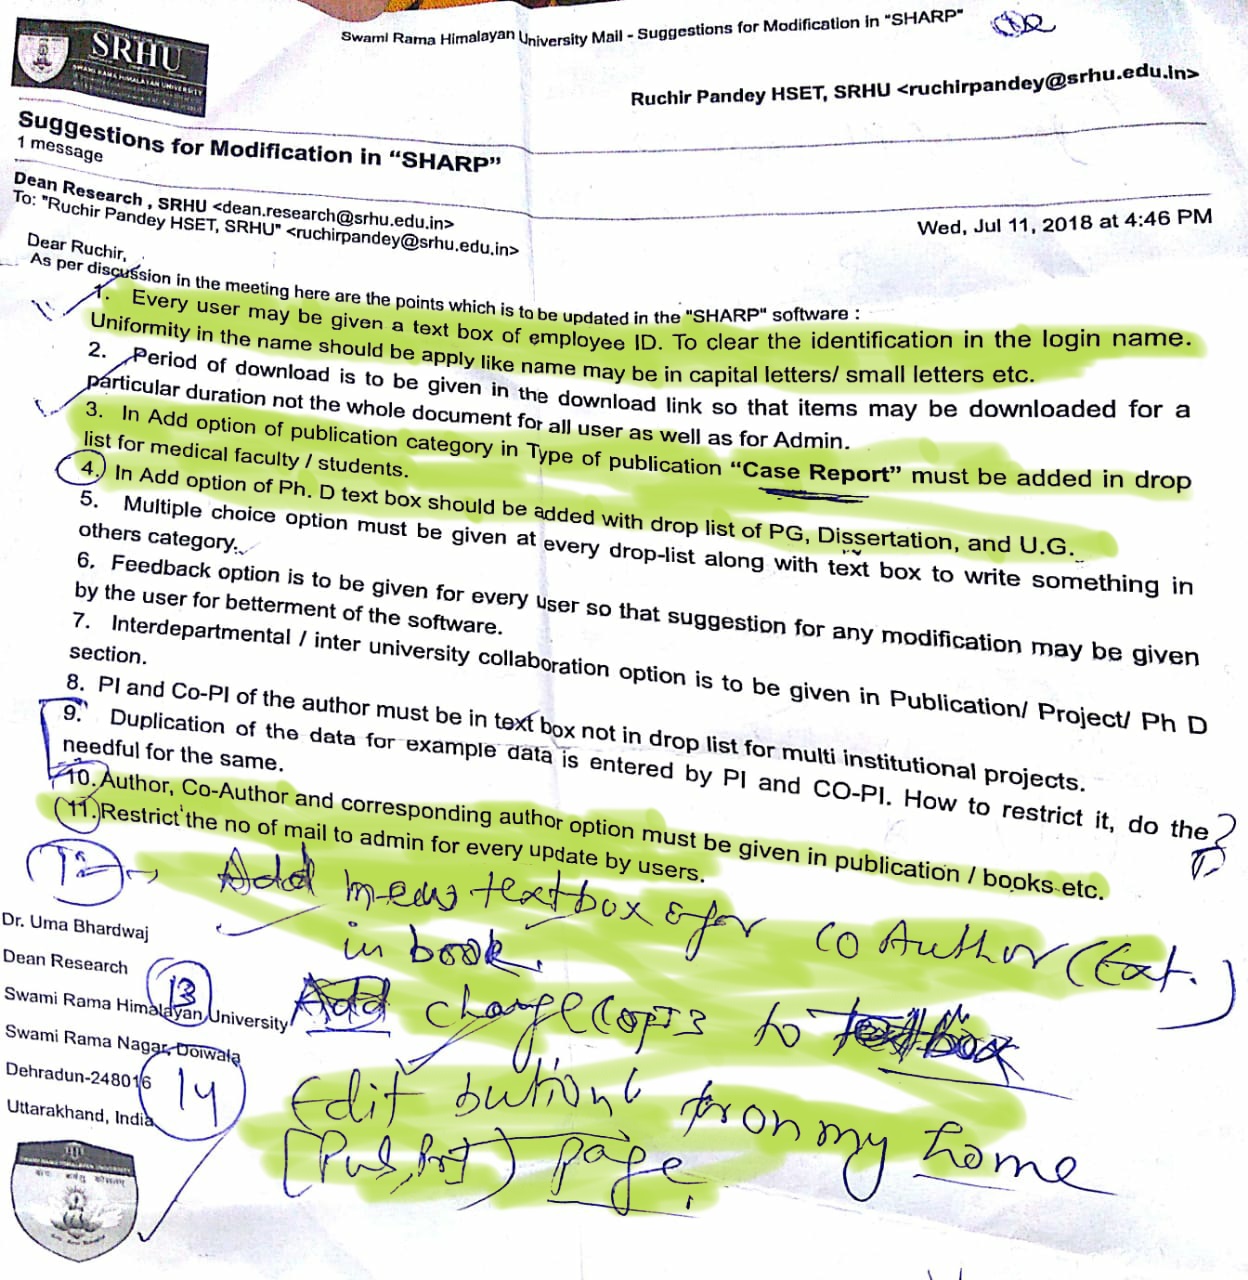 Swami Rama Himalayan University Mail - Suggestions for Modification in "SHARP"
SRHU
SWAMI RAMA HIMALAYAN UNIVERSITY
Ruchir Pandey HSET, SRHU <ruchirpandey@srhu.edu.in>
Suggestions for Modification in “SHARP”
1 message
Dean Research , SRHU <dean.research@srhu.edu.in>
To: "Ruchir Pandey HSET, SRHU" <ruchirpandey@srhu.edu.in>
Wed, Jul 11, 2018 at 4:46 PM
Dear Ruchir,
As per discussion in the meeting here are the points which is to be updated in the "SHARP" software :
1. Every user may be given a text box of employee ID. To clear the identification in the login name.
Uniformity in the name should be apply like name may be in capital letters/ small letters etc.
2. Period of download is to be given in the download link so that items may be downloaded for a
particular duration not the whole document for all user as well as for Admin.
3. In Add option of publication category in Type of publication “Case Report” must be added in drop
list for medical faculty / students.
4. In Add option of Ph. D text box should be added with drop list of PG, Dissertation, and U.G.
5. Multiple choice option must be given at every drop-list along with text box to write something in
others category.
6. Feedback option is to be given for every user so that suggestion for any modification may be given
by the user for betterment of the software.
7. Interdepartmental / inter university collaboration option is to be given in Publication/ Project/ Ph D
section.
8. PI and Co-PI of the author must be in text box not in drop list for multi institutional projects.
9. Duplication of the data for example data is entered by PI and CO-PI. How to restrict it, do the
needful for the same.
?
10. Author, Co-Author and corresponding author option must be given in publication / books etc.
11. Restrict the no of mail to admin for every update by users.
12 Add new textbox for CO Author (Ext.)
in book.
Dr. Uma Bhardwaj
Dean Research
13 Add change to Textbox
Swami Rama Himalayan University
Swami Rama Nagar, Doiwala
Dehradun-248016
14 Edit button from my home
Uttarakhand, India
page.
SWAMI RAMA HIMALAYAN UNIVERSITY